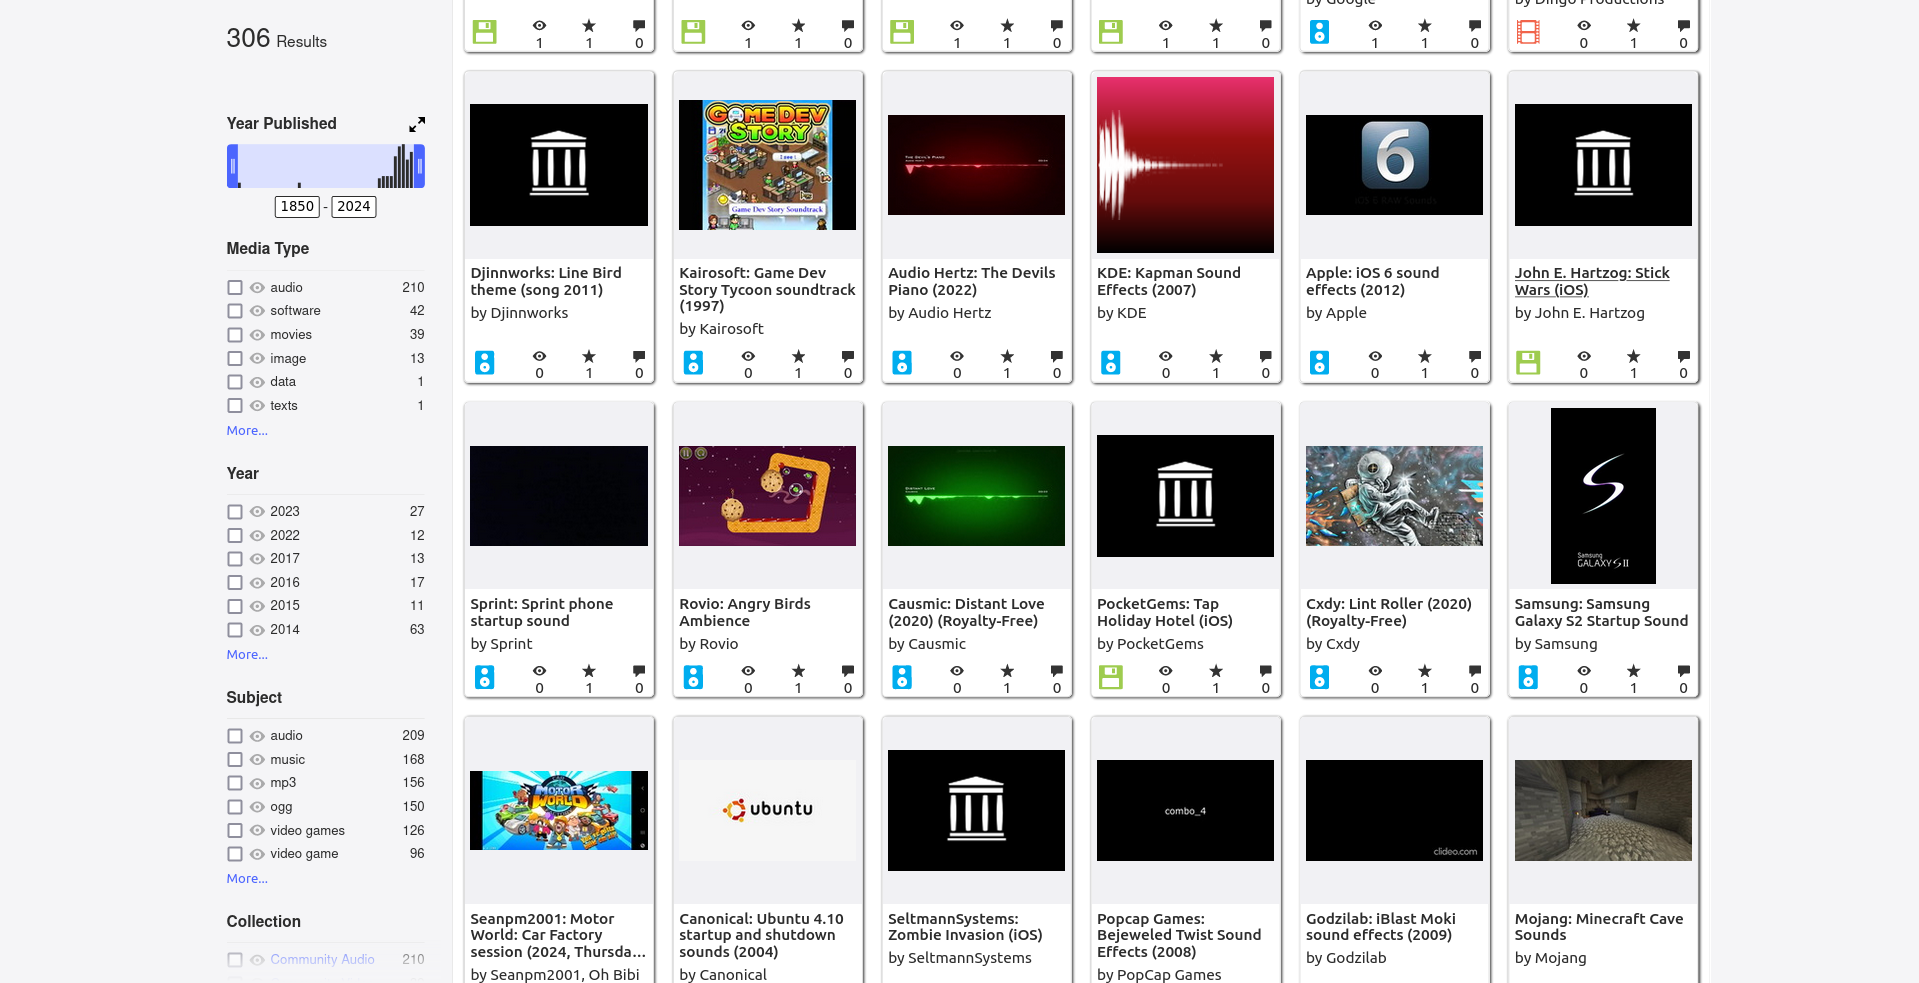 306 Results
Year Published
1850 - 2024
Media Type
audio 210
software 42
movies 39
image 13
data 1
texts 1
More...
Year
2023 27
2022 12
2017 13
2016 17
2015 11
2014 63
More...
Subject
audio 209
music 168
mp3 156
ogg 150
video games 126
video game 96
More...
Collection
Community Audio 210
by Google
by Dingo Productions
1 1 0
1 1 0
1 1 0
1 1 0
1 1 0
0 1 0
GAME DEV
STORY
Game Dev Story Soundtrack
THE DEVIL'S PIANO
6
iOS 6 RAW Sounds
Djinnworks: Line Bird
theme (song 2011)
by Djinnworks
0 1 0
Kairosoft: Game Dev
Story Tycoon soundtrack
(1997)
by Kairosoft
0 1 0
Audio Hertz: The Devils
Piano (2022)
by Audio Hertz
0 1 0
KDE: Kapman Sound
Effects (2007)
by KDE
0 1 0
Apple: iOS 6 sound
effects (2012)
by Apple
0 1 0
John E. Hartzog: Stick
Wars (iOS)
by John E. Hartzog
0 1 0
DISTANT LOVE
S
Samsung
GALAXY S II
Sprint: Sprint phone
startup sound
by Sprint
0 1 0
Rovio: Angry Birds
Ambience
by Rovio
0 1 0
Causmic: Distant Love
(2020) (Royalty-Free)
by Causmic
0 1 0
PocketGems: Tap
Holiday Hotel (iOS)
by PocketGems
0 1 0
Cxdy: Lint Roller (2020)
(Royalty-Free)
by Cxdy
0 1 0
Samsung: Samsung
Galaxy S2 Startup Sound
by Samsung
0 1 0
MOTOR
WORLD
ubuntu
combo_4
clideo.com
Seanpm2001: Motor
World: Car Factory
session (2024, Thursda...
by Seanpm2001, Oh Bibi
Canonical: Ubuntu 4.10
startup and shutdown
sounds (2004)
by Canonical
SeltmannSystems:
Zombie Invasion (iOS)
by SeltmannSystems
Popcap Games:
Bejeweled Twist Sound
Effects (2008)
by PopCap Games
Godzilab: iBlast Moki
sound effects (2009)
by Godzilab
Mojang: Minecraft Cave
Sounds
by Mojang